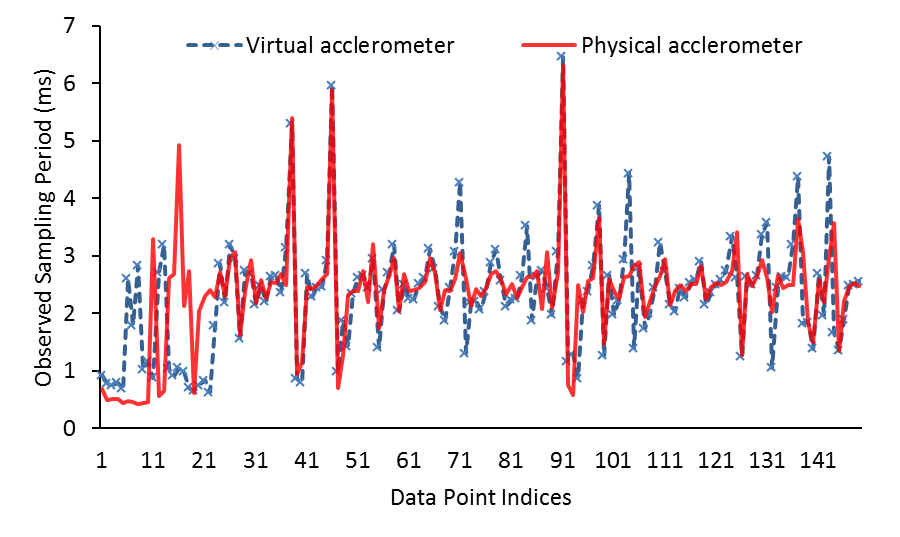 7
Virtual acclerometer
Physical acclerometer
6
5
4
3
2
1
0
Observed Sampling Period (ms)
1 11 21 31 41 51 61 71 81 91 101 111 121 131 141
Data Point Indices